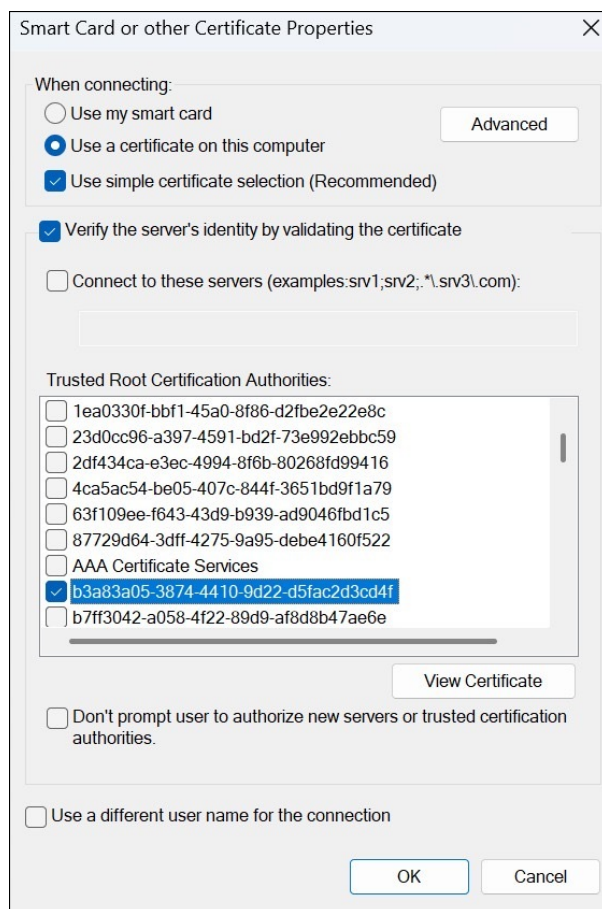 Smart Card or other Certificate Properties
When connecting:
Use my smart card
Advanced
Use a certificate on this computer
Use simple certificate selection (Recommended)
Verify the server's identity by validating the certificate
Connect to these servers (examples:srv1;srv2;.*\.srv3\.com):
Trusted Root Certification Authorities:
1ea0330f-bbf1-45a0-8f86-d2fbe2e22e8c
23d0cc96-a397-4591-bd2f-73e992ebbc59
2df434ca-e3ec-4994-8f6b-80268fd99416
4ca5ac54-be05-407c-844f-3651bd9f1a79
63f109ee-f643-43d9-b939-ad9046fbd1c5
87729d64-3dff-4275-9a95-debe4160f522
AAA Certificate Services
b3a83a05-3874-4410-9d22-d5fac2d3cd4f
b7ff3042-a058-4f22-89d9-af8d8b47ae6e
View Certificate
Don't prompt user to authorize new servers or trusted certification
authorities.
Use a different user name for the connection
OK
Cancel